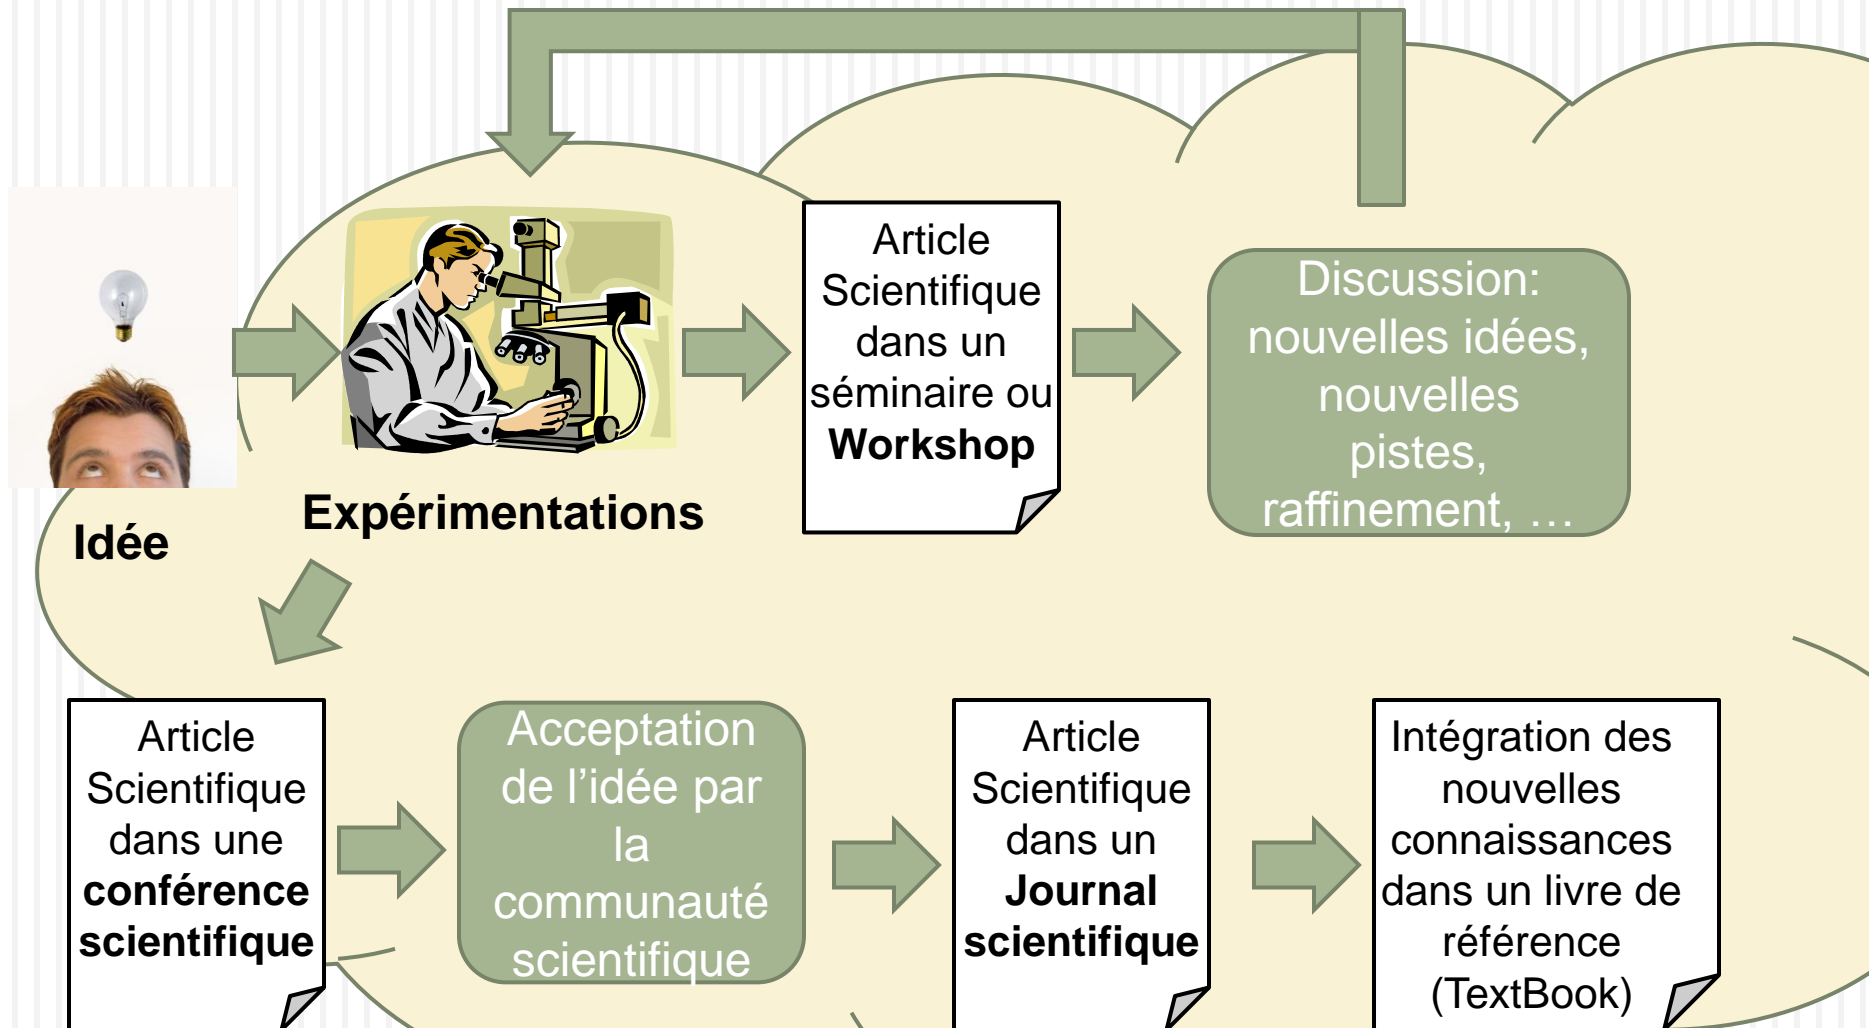 Idée
Expérimentations
Article
Scientifique
dans un
séminaire ou
Workshop
Discussion:
nouvelles idées,
nouvelles
pistes,
raffinement, …
Article
Scientifique
dans une
conférence
scientifique
Acceptation
de l’idée par
la
communauté
scientifique
Article
Scientifique
dans un
Journal
scientifique
Intégration des
nouvelles
connaissances
dans un livre de
référence
(TextBook)